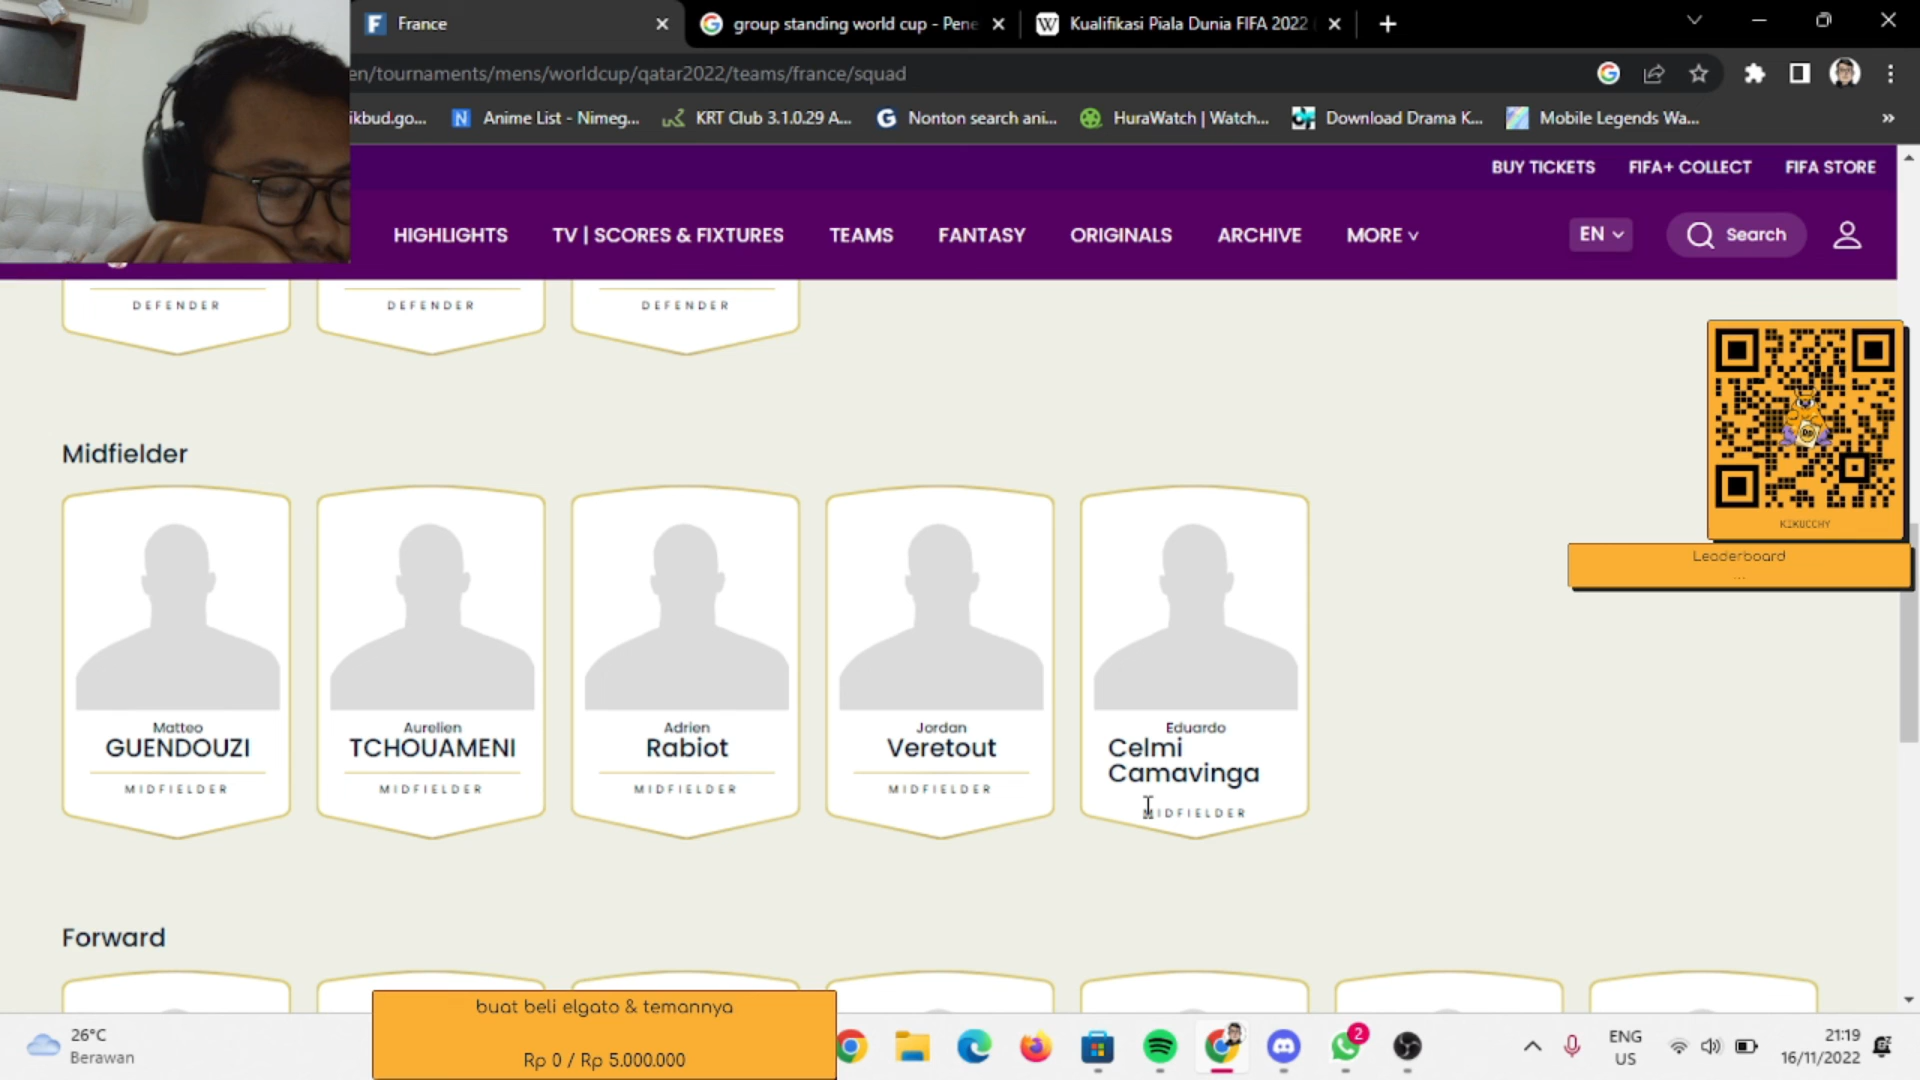 France
group standing world cup - Pene
Kualifikasi Piala Dunia FIFA 2022
en/tournaments/mens/worldcup/qatar2022/teams/france/squad
ikbud.go...
Anime List - Nimeg...
KRT Club 3.1.0.29 A...
Nonton search ani...
HuraWatch | Watch...
Download Drama K...
Mobile Legends Wa...
»
BUY TICKETS
FIFA+ COLLECT
FIFA STORE
HIGHLIGHTS
TV | SCORES & FIXTURES
TEAMS
FANTASY
ORIGINALS
ARCHIVE
MORE
EN
Search
DEFENDER
DEFENDER
DEFENDER
KIKUCCHY
Leaderboard
...
Midfielder
Matteo
GUENDOUZI
MIDFIELDER
Aurelien
TCHOUAMENI
MIDFIELDER
Adrien
Rabiot
MIDFIELDER
Jordan
Veretout
MIDFIELDER
Eduardo
Celmi
Camavinga
MIDFIELDER
Forward
buat beli elgato & temannya
Rp 0 / Rp 5.000.000
26°C
Berawan
2
ENG
US
21:19
16/11/2022